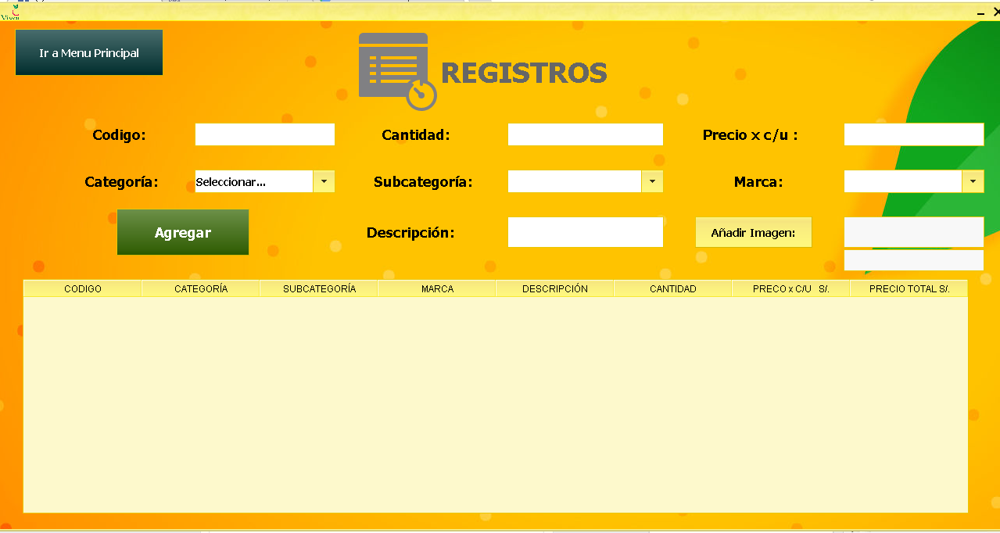 Vivar
Ir a Menu Principal
REGISTROS
Codigo:
Cantidad:
Precio x c/u :
Categoría:
Seleccionar...
Subcategoría:
Marca:
Agregar
Descripción:
Añadir Imagen:
CODIGO CATEGORÍA SUBCATEGORÍA MARCA DESCRIPCIÓN CANTIDAD PRECO x C/U S/. PRECIO TOTAL S/.